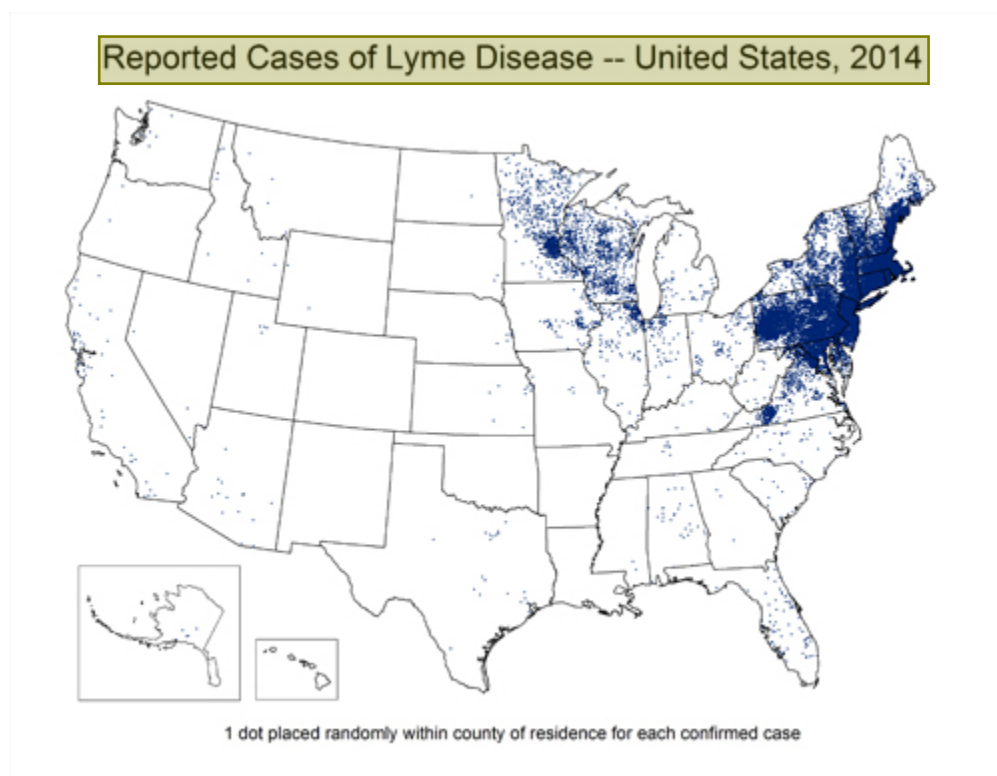 Reported Cases of Lyme Disease -- United States, 2014
1 dot placed randomly within county of residence for each confirmed case